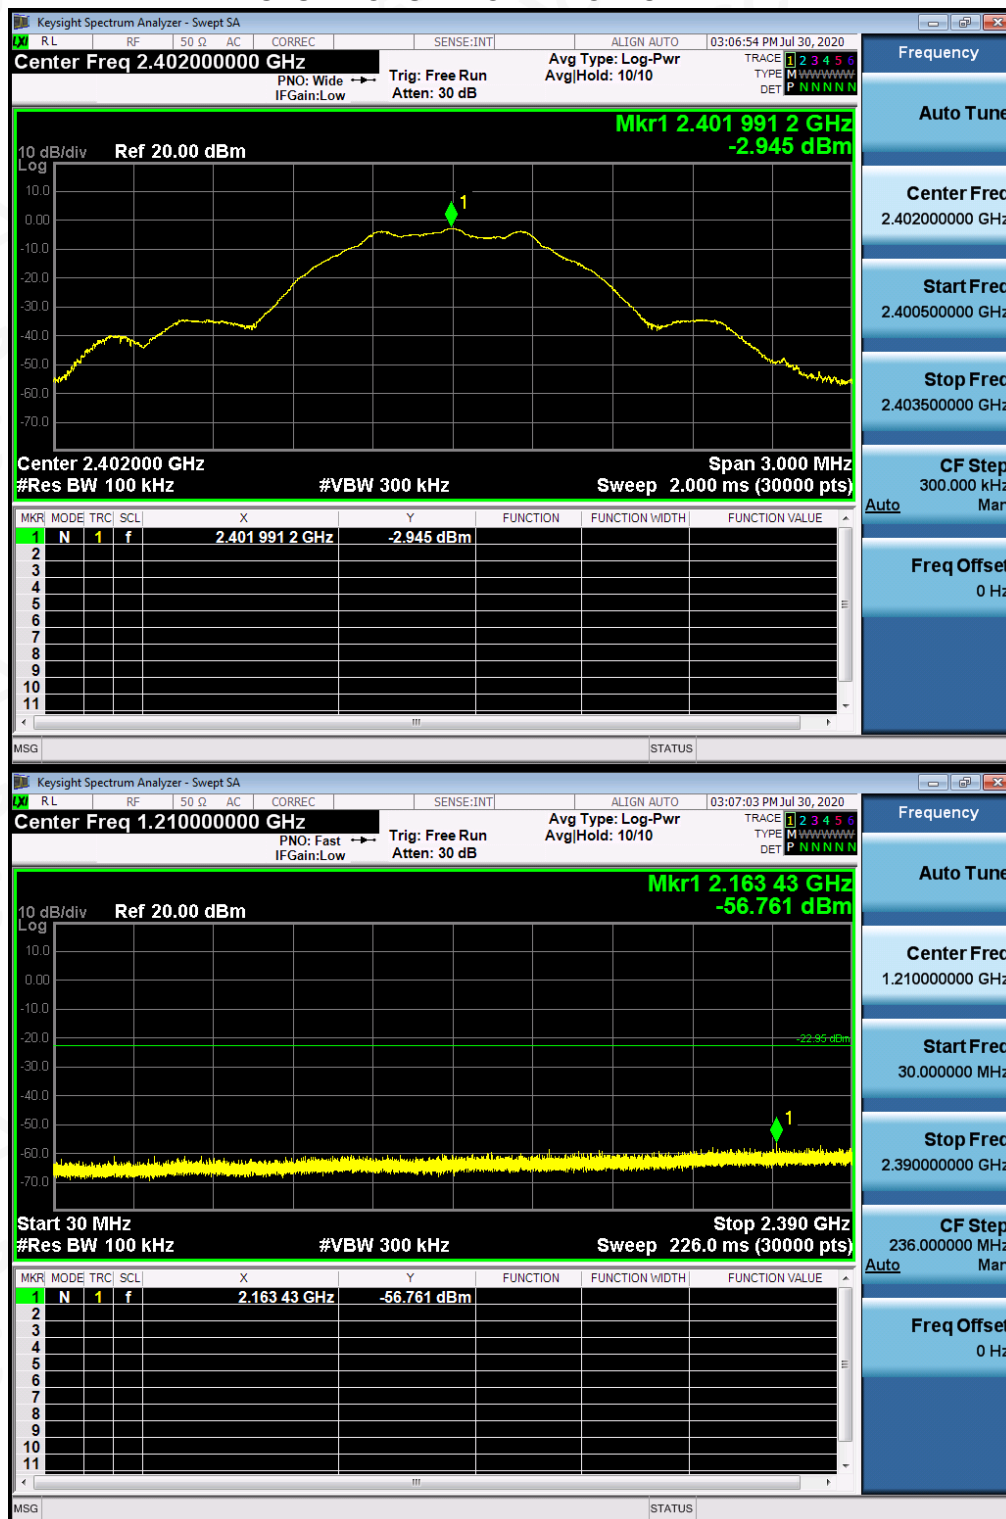 Keysight Spectrum Analyzer - Swept SA
LXI RL RF 50 Ω AC CORREC SENSE:INT ALIGN AUTO 03:06:54 PM Jul 30, 2020
Center Freq 2.402000000 GHz
PNO: Wide
IFGain:Low
Trig: Free Run
Atten: 30 dB
Avg Type: Log-Pwr
Avg|Hold: 10/10
TRACE 1 2 3 4 5 6
TYPE M WWWWW
DET P N N N N N
Mkr1 2.401 991 2 GHz
-2.945 dBm
10 dB/div Ref 20.00 dBm
Log
10.0
0.00
-10.0
-20.0
-30.0
-40.0
-50.0
-60.0
-70.0
1
Center 2.402000 GHz Span 3.000 MHz
#Res BW 100 kHz #VBW 300 kHz Sweep 2.000 ms (30000 pts)
MKR MODE TRC SCL X Y FUNCTION FUNCTION WIDTH FUNCTION VALUE
1 N 1 f 2.401 991 2 GHz -2.945 dBm
2
3
4
5
6
7
8
9
10
11
MSG STATUS
Frequency
Auto Tune
Center Freq
2.402000000 GHz
Start Freq
2.400500000 GHz
Stop Freq
2.403500000 GHz
CF Step
300.000 kHz
Auto Man
Freq Offset
0 Hz
Keysight Spectrum Analyzer - Swept SA
LXI RL RF 50 Ω AC CORREC SENSE:INT ALIGN AUTO 03:07:03 PM Jul 30, 2020
Center Freq 1.210000000 GHz
PNO: Fast
IFGain:Low
Trig: Free Run
Atten: 30 dB
Avg Type: Log-Pwr
Avg|Hold: 10/10
TRACE 1 2 3 4 5 6
TYPE M WWWWW
DET P N N N N N
Mkr1 2.163 43 GHz
-56.761 dBm
10 dB/div Ref 20.00 dBm
Log
10.0
0.00
-10.0
-20.0
-30.0
-40.0
-50.0
-60.0
-70.0
-22.95 dBm
1
Start 30 MHz Stop 2.390 GHz
#Res BW 100 kHz #VBW 300 kHz Sweep 226.0 ms (30000 pts)
MKR MODE TRC SCL X Y FUNCTION FUNCTION WIDTH FUNCTION VALUE
1 N 1 f 2.163 43 GHz -56.761 dBm
2
3
4
5
6
7
8
9
10
11
MSG STATUS
Frequency
Auto Tune
Center Freq
1.210000000 GHz
Start Freq
30.000000 MHz
Stop Freq
2.390000000 GHz
CF Step
236.000000 MHz
Auto Man
Freq Offset
0 Hz